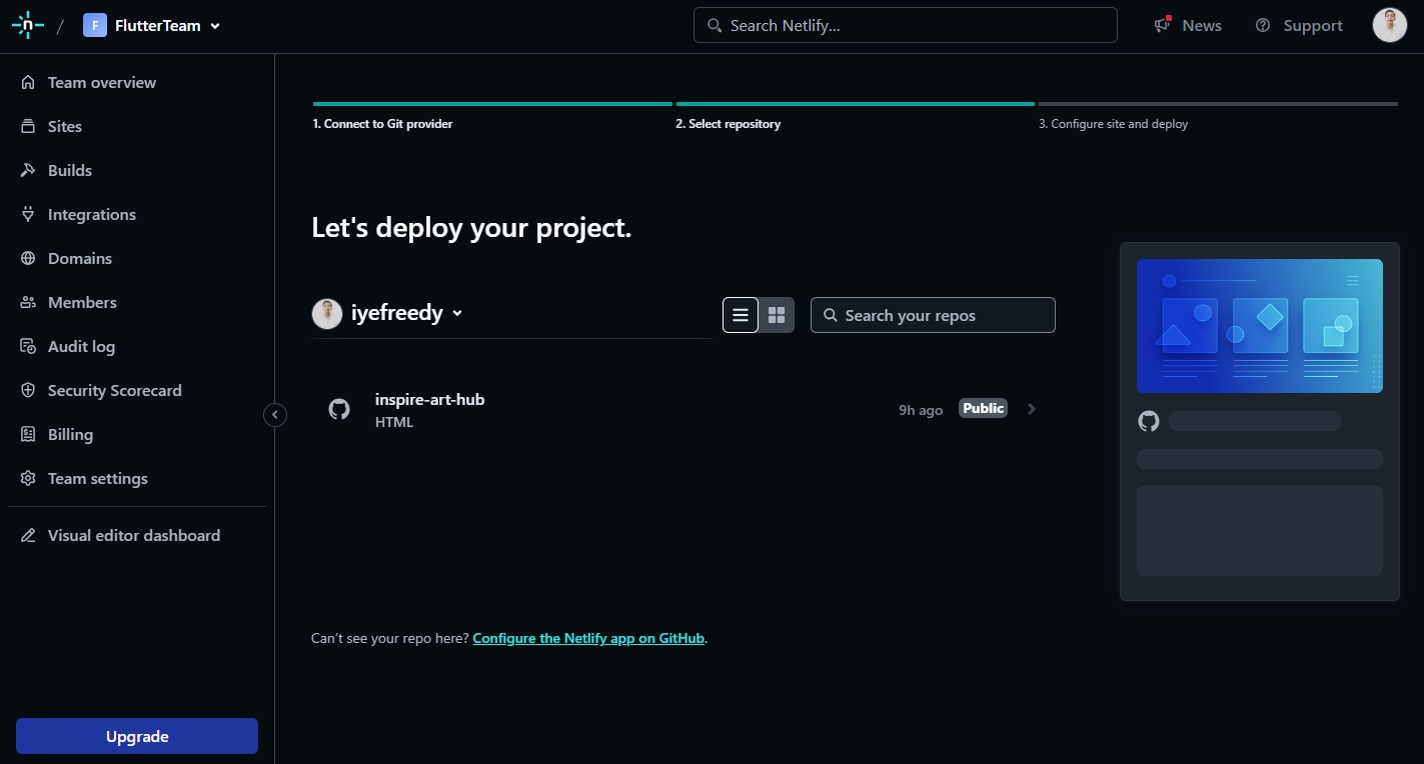 n / F FlutterTeam
Search Netlify...
News
Support
Team overview
Sites
Builds
Integrations
Domains
Members
Audit log
Security Scorecard
Billing
Team settings
Visual editor dashboard
Upgrade
1. Connect to Git provider
2. Select repository
3. Configure site and deploy
Let's deploy your project.
iyefreedy
Search your repos
inspire-art-hub
HTML
9h ago
Public
Can’t see your repo here? Configure the Netlify app on GitHub.